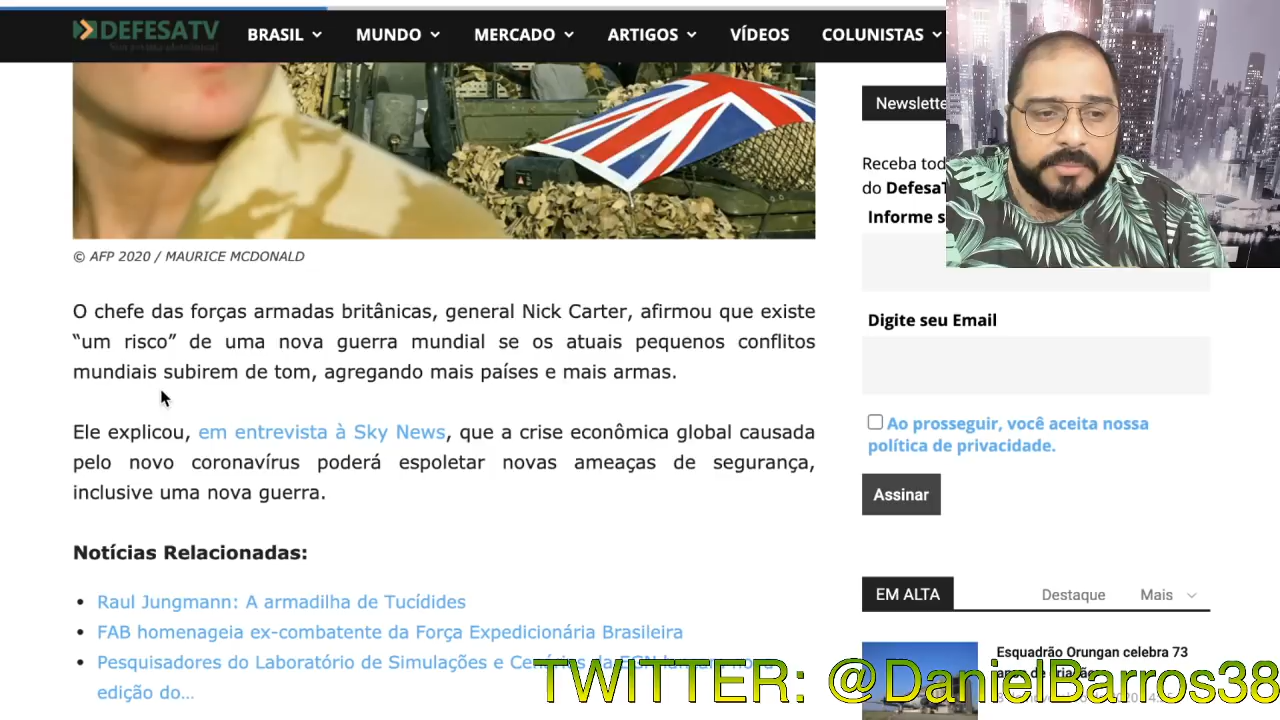 DEFESATV
BRASIL MUNDO MERCADO ARTIGOS VÍDEOS COLUNISTAS
© AFP 2020 / MAURICE MCDONALD
O chefe das forças armadas britânicas, general Nick Carter, afirmou que existe
“um risco” de uma nova guerra mundial se os atuais pequenos conflitos
mundiais subirem de tom, agregando mais países e mais armas.
Ele explicou, em entrevista à Sky News, que a crise econômica global causada
pelo novo coronavírus poderá espoletar novas ameaças de segurança,
inclusive uma nova guerra.
Notícias Relacionadas:
• Raul Jungmann: A armadilha de Tucídides
• FAB homenageia ex-combatente da Força Expedicionária Brasileira
• Pesquisadores do Laboratório de Simulações e
edição do...
Newslette
Receba tod
do DefesaT
Informe s
Digite seu Email
Ao prosseguir, você aceita nossa
política de privacidade.
Assinar
EM ALTA Destaque Mais
Esquadrão Orungan celebra 73
TWITTER: @DanielBarros38